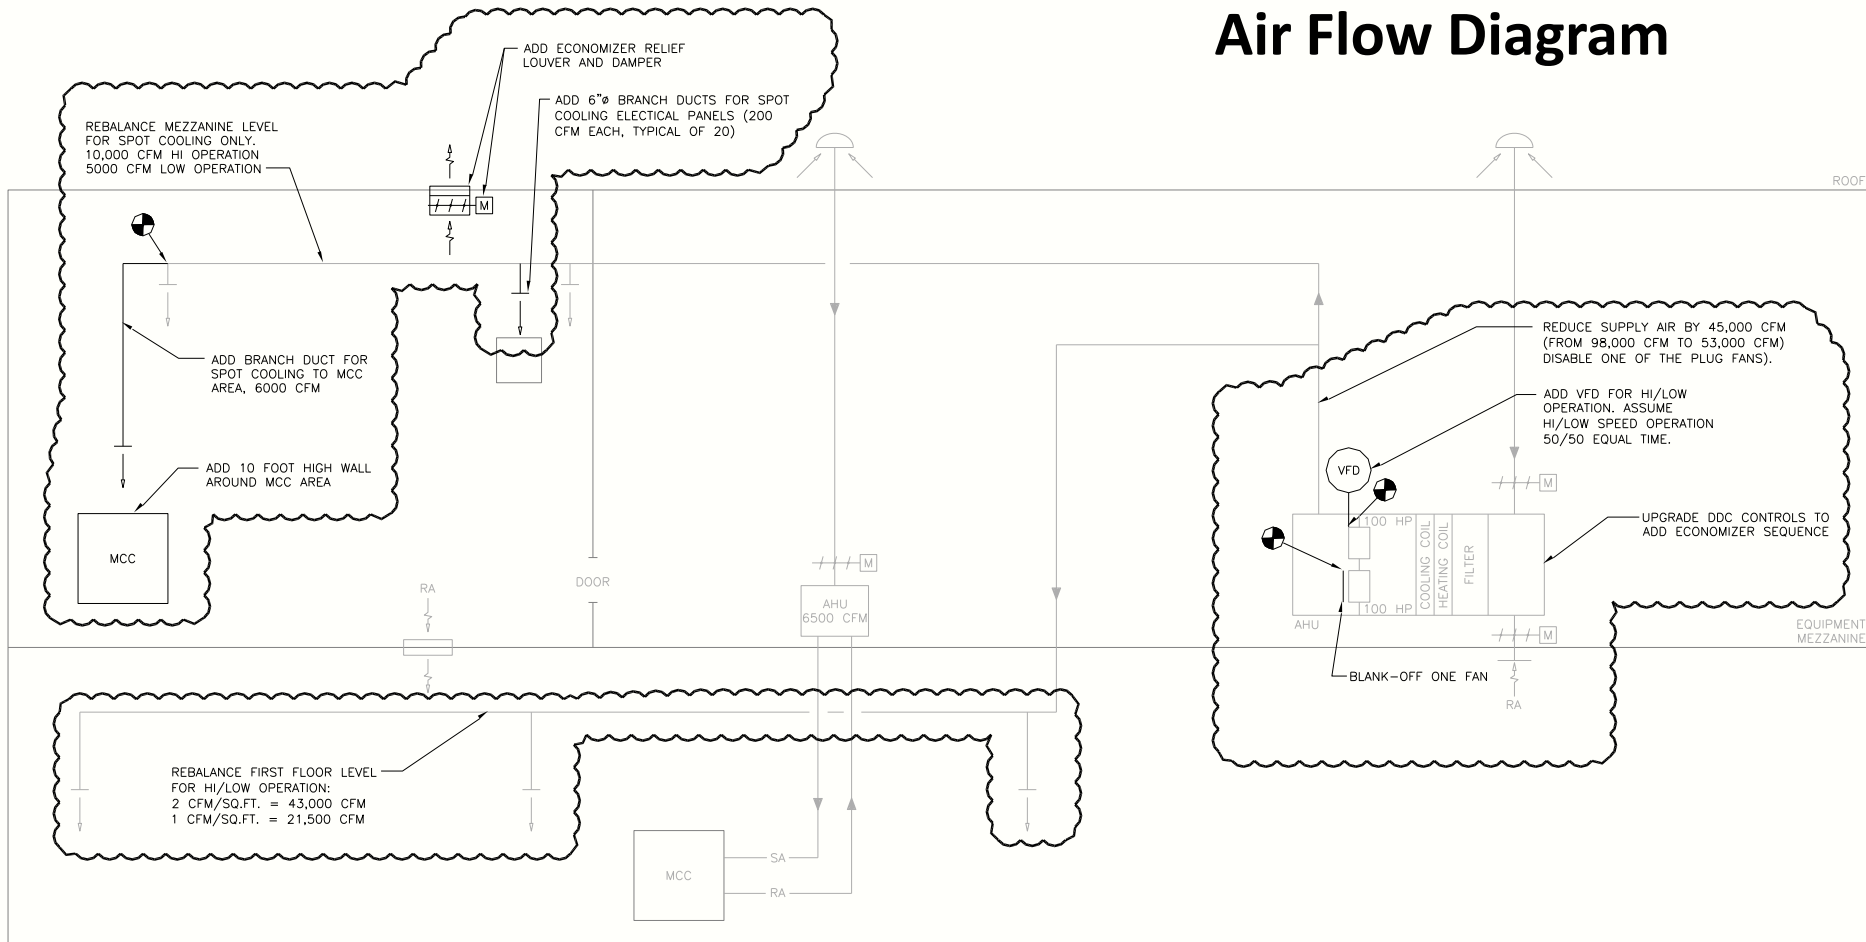 Air Flow Diagram
ADD ECONOMIZER RELIEF
LOUVER AND DAMPER
ADD 6"ø BRANCH DUCTS FOR SPOT
COOLING ELECTICAL PANELS (200
CFM EACH, TYPICAL OF 20)
REBALANCE MEZZANINE LEVEL
FOR SPOT COOLING ONLY.
10,000 CFM HI OPERATION
5000 CFM LOW OPERATION
ROOF
M
ADD BRANCH DUCT FOR
SPOT COOLING TO MCC
AREA, 6000 CFM
ADD 10 FOOT HIGH WALL
AROUND MCC AREA
MCC
RA
DOOR
M
AHU
6500 CFM
REDUCE SUPPLY AIR BY 45,000 CFM
(FROM 98,000 CFM TO 53,000 CFM)
DISABLE ONE OF THE PLUG FANS).
ADD VFD FOR HI/LOW
OPERATION. ASSUME
HI/LOW SPEED OPERATION
50/50 EQUAL TIME.
VFD
M
100 HP
COOLING COIL
HEATING COIL
FILTER
100 HP
UPGRADE DDC CONTROLS TO
ADD ECONOMIZER SEQUENCE
AHU
M
EQUIPMENT
MEZZANINE
BLANK-OFF ONE FAN
RA
REBALANCE FIRST FLOOR LEVEL
FOR HI/LOW OPERATION:
2 CFM/SQ.FT. = 43,000 CFM
1 CFM/SQ.FT. = 21,500 CFM
MCC
SA
RA